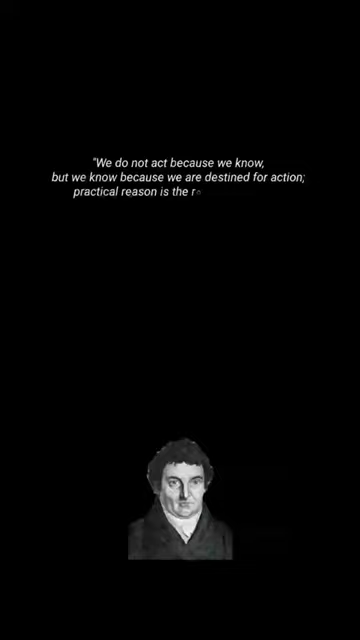 "We do not act because we know,
but we know because we are destined for action;
practical reason is the